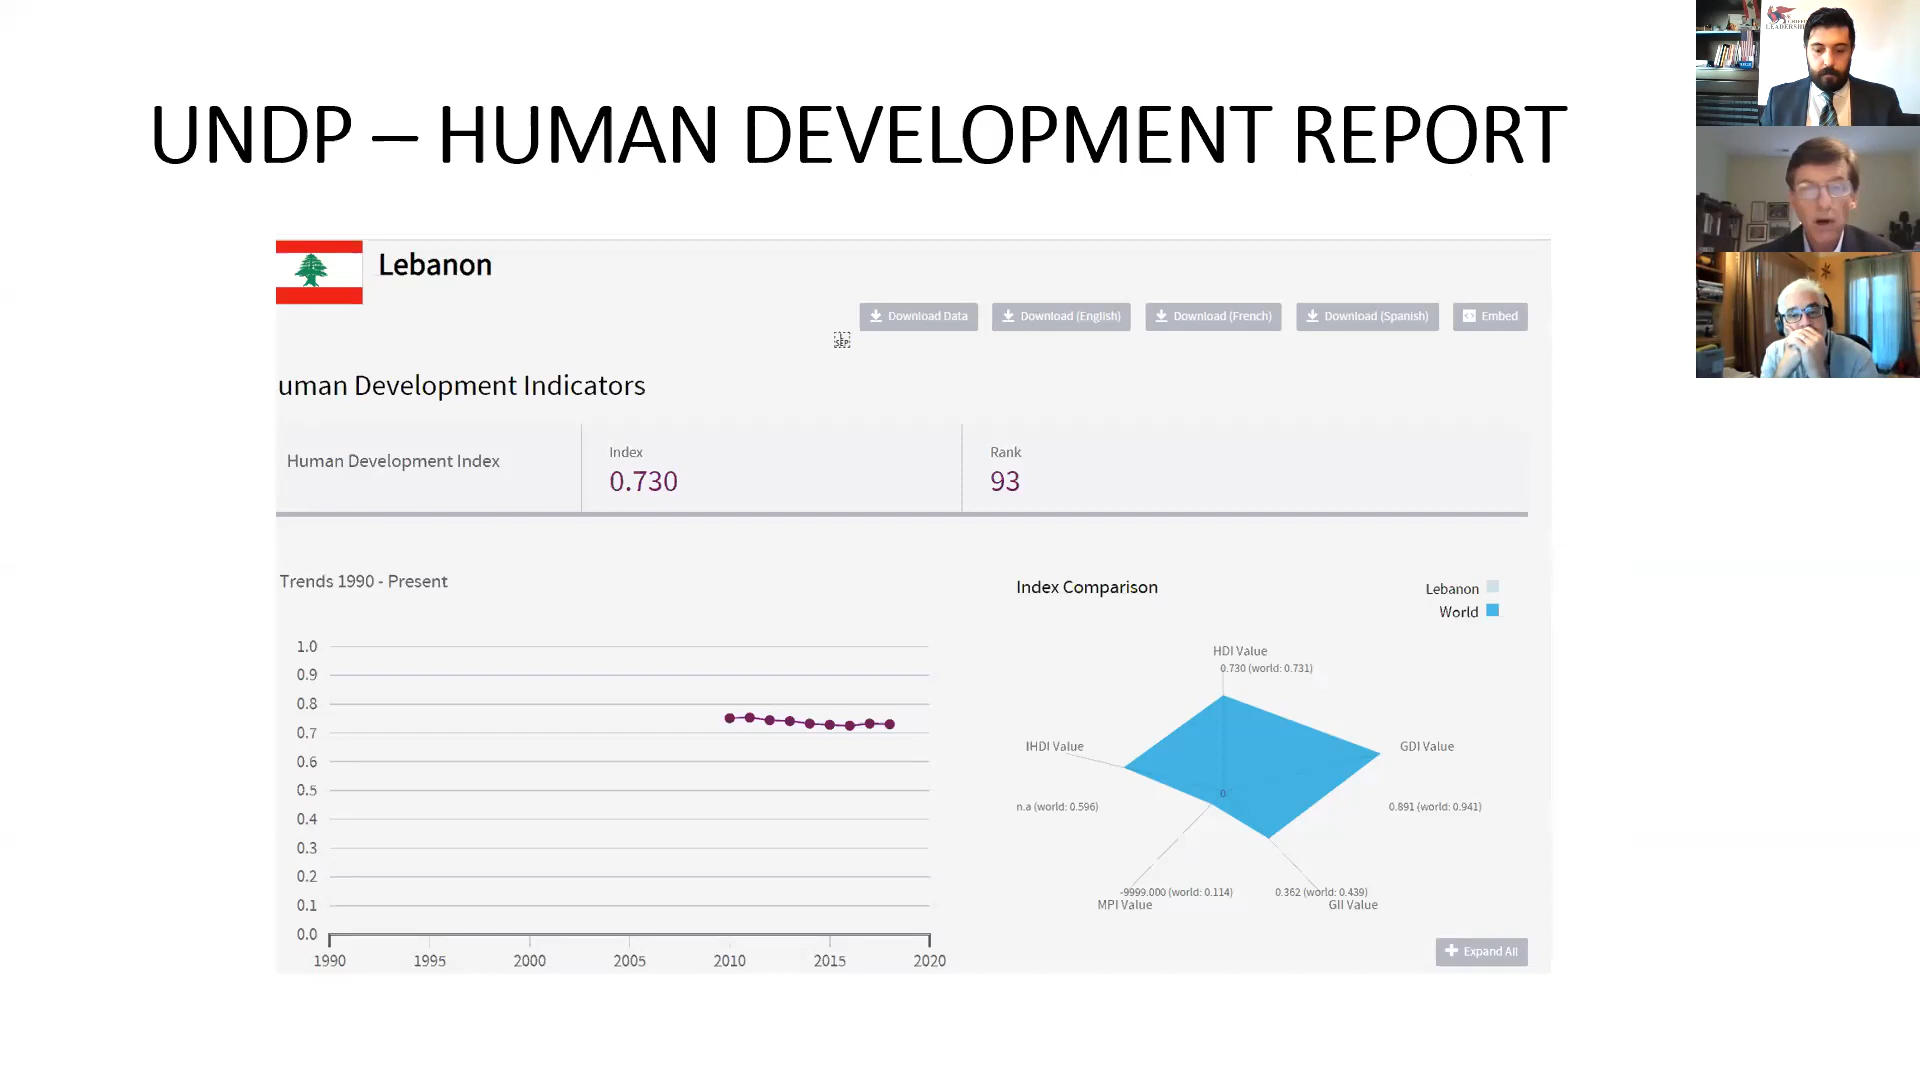 UNDP – HUMAN DEVELOPMENT REPORT
Lebanon
Download Data
Download (English)
Download (French)
Download (Spanish)
Embed
L
SEP
uman Development Indicators
Human Development Index
Index
0.730
Rank
93
Trends 1990 - Present
1.0
0.9
0.8
0.7
0.6
0.5
0.4
0.3
0.2
0.1
0.0
1990
1995
2000
2005
2010
2015
2020
Index Comparison
Lebanon
World
HDI Value
0.730 (world: 0.731)
IHDI Value
GDI Value
0
n.a (world: 0.596)
0.891 (world: 0.941)
-9999.000 (world: 0.114)
0.362 (world: 0.439)
MPI Value
GII Value
Expand All